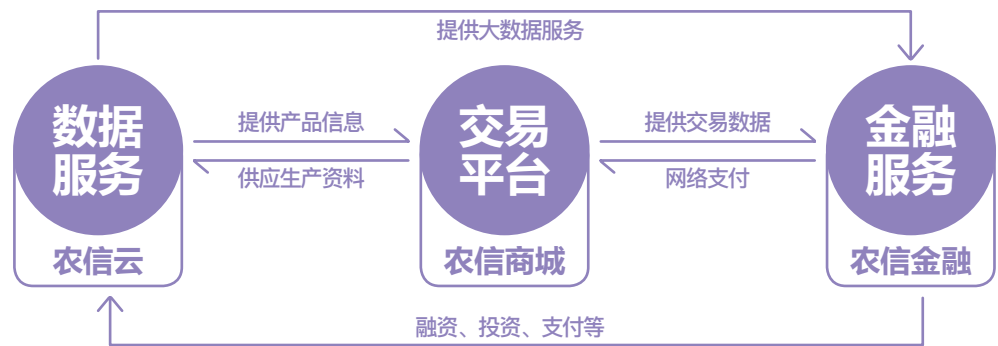 提供大数据服务
数据
服务
提供产品信息
供应生产资料
农信云
交易
平台
提供交易数据
网络支付
农信商城
金融
服务
农信金融
融资、投资、支付等